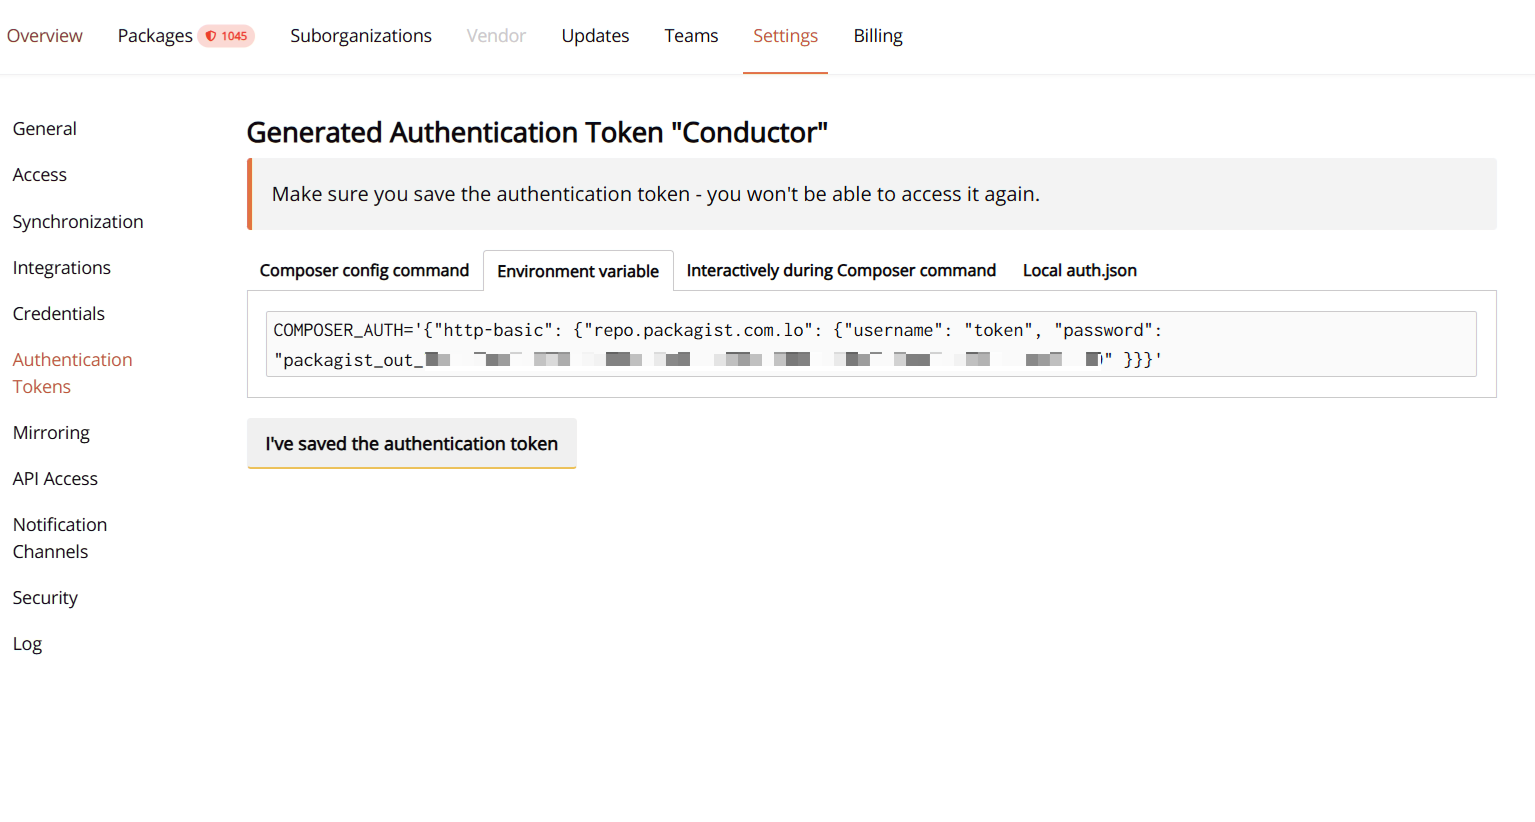 Overview Packages 1045 Suborganizations Vendor Updates Teams Settings Billing
General
Access
Synchronization
Integrations
Credentials
Authentication
Tokens
Mirroring
API Access
Notification
Channels
Security
Log
Generated Authentication Token "Conductor"
Make sure you save the authentication token - you won't be able to access it again.
Composer config command Environment variable Interactively during Composer command Local auth.json
COMPOSER_AUTH='{"http-basic": {"repo.packagist.com.lo": {"username": "token", "password":
"packagist_out_ " }}}'
I've saved the authentication token